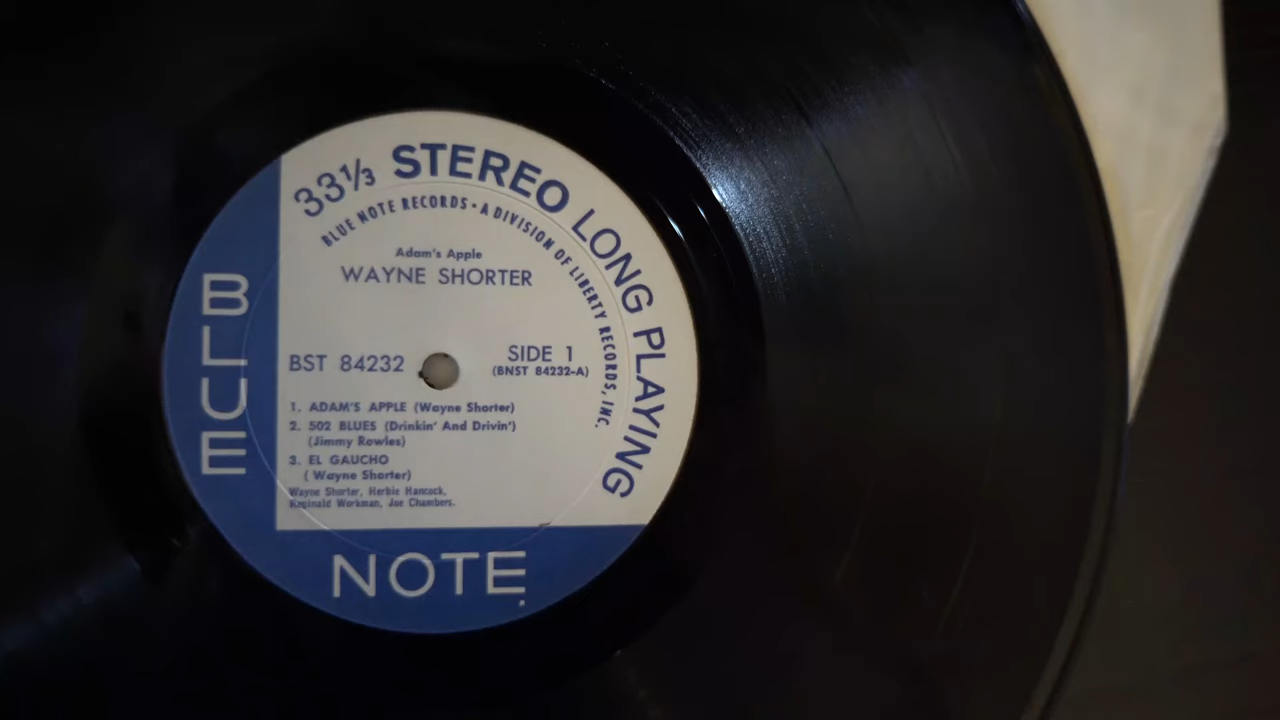 33⅓ STEREO LONG PLAYING
BLUE NOTE RECORDS • A DIVISION OF LIBERTY RECORDS, INC.
Adam's Apple
WAYNE SHORTER
BST 84232
SIDE 1
(BNST 84232-A)
1. ADAM'S APPLE (Wayne Shorter)
2. 502 BLUES (Drinkin' And Drivin')
(Jimmy Rowles)
3. EL GAUCHO
( Wayne Shorter)
Wayne Shorter, Herbie Hancock,
Reginald Workman, Joe Chambers.
BLUE
NOTE